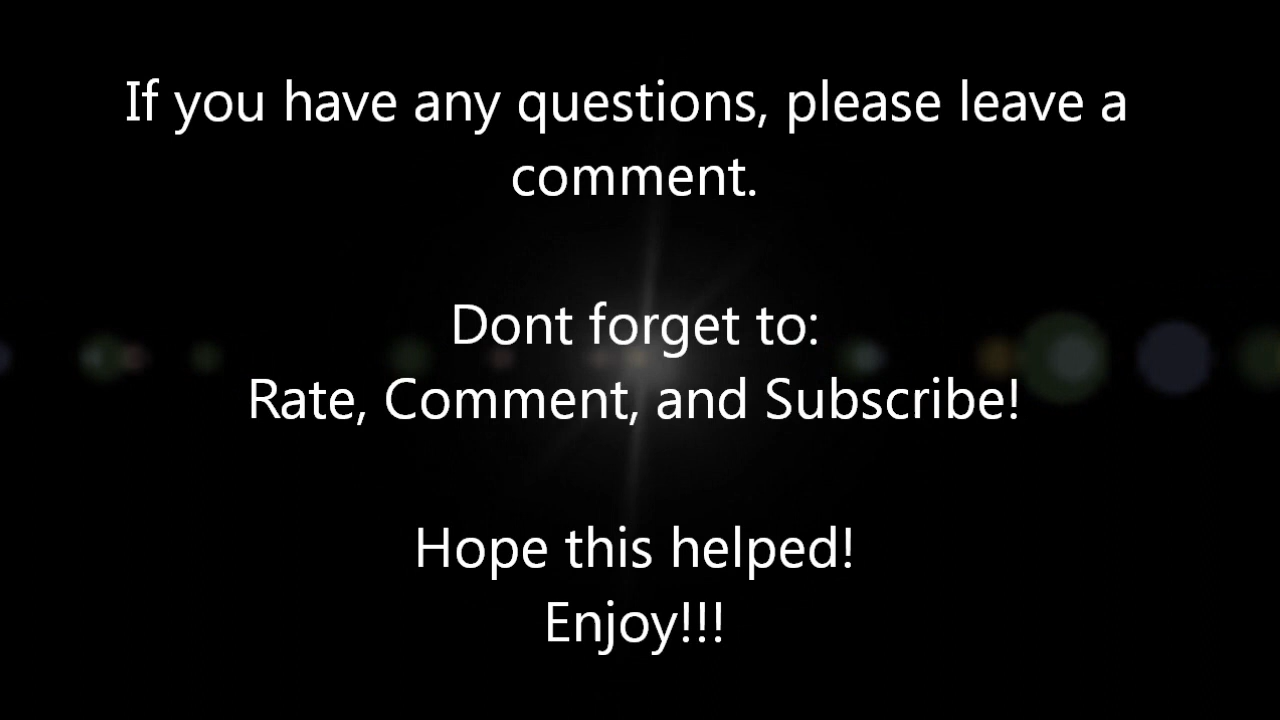 If you have any questions, please leave a
comment.
Dont forget to:
Rate, Comment, and Subscribe!
Hope this helped!
Enjoy!!!